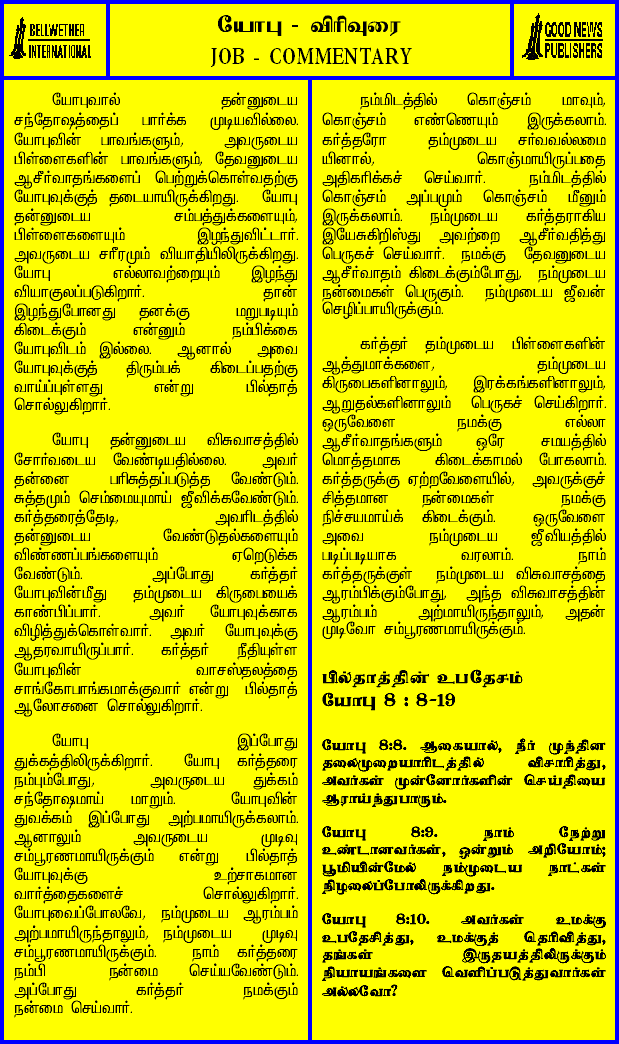 BELLWETHER
INTERNATIONAL
யோபு - விரிவுரை
JOB - COMMENTARY
GOOD NEWS
PUBLISHERS
யோபுவால் தன்னுடைய
சந்தோஷத்தைப் பார்க்க முடியவில்லை.
யோபுவின் பாவங்களும், அவருடைய
பிள்ளைகளின் பாவங்களும், தேவனுடைய
ஆசீர்வாதங்களைப் பெற்றுக்கொள்வதற்கு
யோபுவுக்குத் தடையாயிருக்கிறது. யோபு
தன்னுடைய சம்பத்துக்களையும்,
பிள்ளைகளையும் இழந்துவிட்டார்.
அவருடைய சரீரமும் வியாதியிலிருக்கிறது.
யோபு எல்லாவற்றையும் இழந்து
வியாகுலப்படுகிறார். தான்
இழந்துபோனது தனக்கு மறுபடியும்
கிடைக்கும் என்னும் நம்பிக்கை
யோபுவிடம் இல்லை. ஆனால் அவை
யோபுவுக்குத் திரும்பக் கிடைப்பதற்கு
வாய்ப்புள்ளது என்று பில்தாத்
சொல்லுகிறார்.
யோபு தன்னுடைய விசுவாசத்தில்
சோர்வடைய வேண்டியதில்லை. அவர்
தன்னை பரிசுத்தப்படுத்த வேண்டும்.
சுத்தமும் செம்மையுமாய் ஜீவிக்கவேண்டும்.
கர்த்தரைத்தேடி, அவரிடத்தில்
தன்னுடைய வேண்டுதல்களையும்
விண்ணப்பங்களையும் ஏறெடுக்க
வேண்டும். அப்போது கர்த்தர்
யோபுவின்மீது தம்முடைய கிருபையைக்
காண்பிப்பார். அவர் யோபுவுக்காக
விழித்துக்கொள்வார். அவர் யோபுவுக்கு
ஆதரவாயிருப்பார். கர்த்தர் நீதியுள்ள
யோபுவின் வாசஸ்தலத்தை
சாங்கோபாங்கமாக்குவார் என்று பில்தாத்
ஆலோசனை சொல்லுகிறார்.
யோபு இப்போது
துக்கத்திலிருக்கிறார். யோபு கர்த்தரை
நம்பும்போது, அவருடைய துக்கம்
சந்தோஷமாய் மாறும். யோபுவின்
துவக்கம் இப்போது அற்பமாயிருக்கலாம்.
ஆனாலும் அவருடைய முடிவு
சம்பூரணமாயிருக்கும் என்று பில்தாத்
யோபுவுக்கு உற்சாகமான
வார்த்தைகளைச் சொல்லுகிறார்.
யோபுவைப்போலவே, நம்முடைய ஆரம்பம்
அற்பமாயிருந்தாலும், நம்முடைய முடிவு
சம்பூரணமாயிருக்கும். நாம் கர்த்தரை
நம்பி நன்மை செய்யவேண்டும்.
அப்போது கர்த்தர் நமக்கும்
நன்மை செய்வார்.
நம்மிடத்தில் கொஞ்சம் மாவும்,
கொஞ்சம் எண்ணெயும் இருக்கலாம்.
கர்த்தரோ தம்முடைய சர்வவல்லமை
யினால், கொஞ்மாயிருப்பதை
அதிகரிக்கச் செய்வார். நம்மிடத்தில்
கொஞ்சம் அப்பமும் கொஞ்சம் மீனும்
இருக்கலாம். நம்முடைய கர்த்தராகிய
இயேசுகிறிஸ்து அவற்றை ஆசீர்வதித்து
பெருகச் செய்வார். நமக்கு தேவனுடைய
ஆசீர்வாதம் கிடைக்கும்போது, நம்முடைய
நன்மைகள் பெருகும். நம்முடைய ஜீவன்
செழிப்பாயிருக்கும்.
கர்த்தர் தம்முடைய பிள்ளைகளின்
ஆத்துமாக்களை, தம்முடைய
கிருபைகளினாலும், இரக்கங்களினாலும்,
ஆறுதல்களினாலும் பெருகச் செய்கிறார்.
ஒருவேளை நமக்கு எல்லா
ஆசீர்வாதங்களும் ஒரே சமயத்தில்
மொத்தமாக கிடைக்காமல் போகலாம்.
கர்த்தருக்கு ஏற்றவேளையில், அவருக்குச்
சித்தமான நன்மைகள் நமக்கு
நிச்சயமாய்க் கிடைக்கும். ஒருவேளை
அவை நம்முடைய ஜீவியத்தில்
படிப்படியாக வரலாம். நாம்
கர்த்தருக்குள் நம்முடைய விசுவாசத்தை
ஆரம்பிக்கும்போது, அந்த விசுவாசத்தின்
ஆரம்பம் அற்மாயிருந்தாலும், அதன்
முடிவோ சம்பூரணமாயிருக்கும்.
பில்தாத்தின் உபதேசம்
யோபு 8 : 8-19
யோபு 8:8. ஆகையால், நீர் முந்தின
தலைமுறையாரிடத்தில் விசாரித்து,
அவர்கள் முன்னோர்களின் செய்தியை
ஆராய்ந்துபாரும்.
யோபு 8:9. நாம் நேற்று
உண்டானவர்கள், ஒன்றும் அறியோம்;
பூமியின்மேல் நம்முடைய நாட்கள்
நிழலைப்போலிருக்கிறது.
யோபு 8:10. அவர்கள் உமக்கு
உபதேசித்து, உமக்குத் தெரிவித்து,
தங்கள் இருதயத்திலிருக்கும்
நியாயங்களை வெளிப்படுத்துவார்கள்
அல்லவோ?